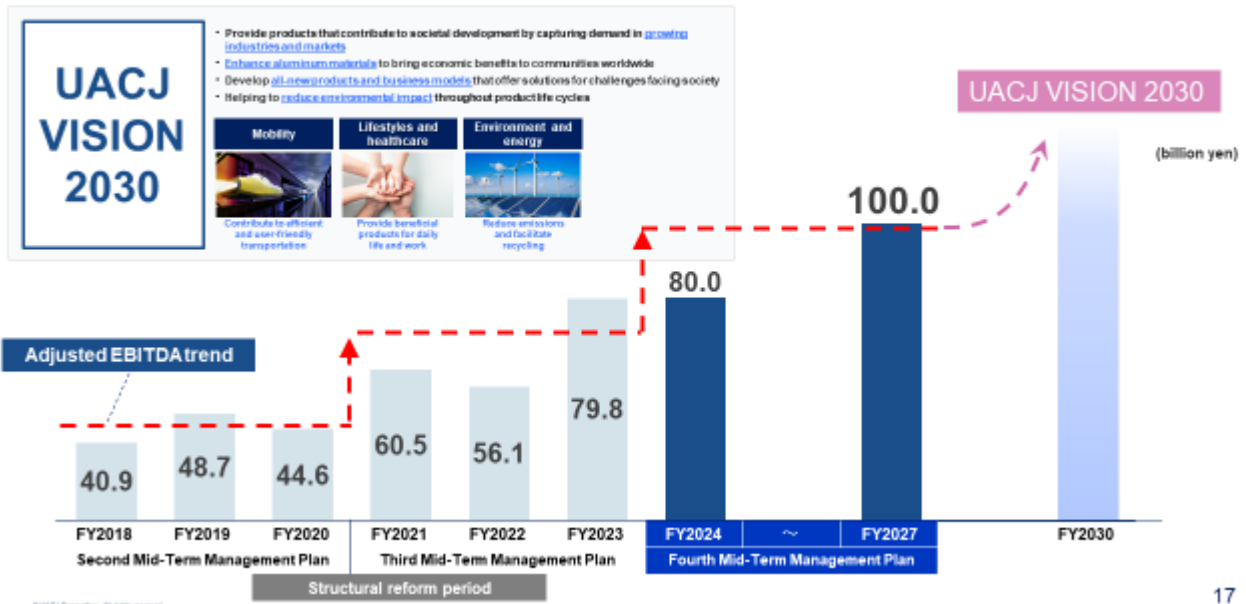 UACJ
VISION
2030
• Provide products that contribute to societal development by capturing demand in growing
industries and markets
• Enhance aluminum materials to bring economic benefits to communities worldwide
• Develop all-new products and business models that offer solutions for challenges facing society
• Helping to reduce environmental impact throughout product life cycles
Mobility
Contribute to efficient
and user-friendly
transportation
Lifestyles and
healthcare
Provide beneficial
products for daily
life and work
Environment and
energy
Reduce emissions
and facilitate
recycling
UACJ VISION 2030
(billion yen)
Adjusted EBITDA trend
40.9
48.7
44.6
60.5
56.1
79.8
80.0
100.0
FY2018
FY2019
FY2020
FY2021
FY2022
FY2023
FY2024
~
FY2027
FY2030
Second Mid-Term Management Plan
Third Mid-Term Management Plan
Fourth Mid-Term Management Plan
Structural reform period
17